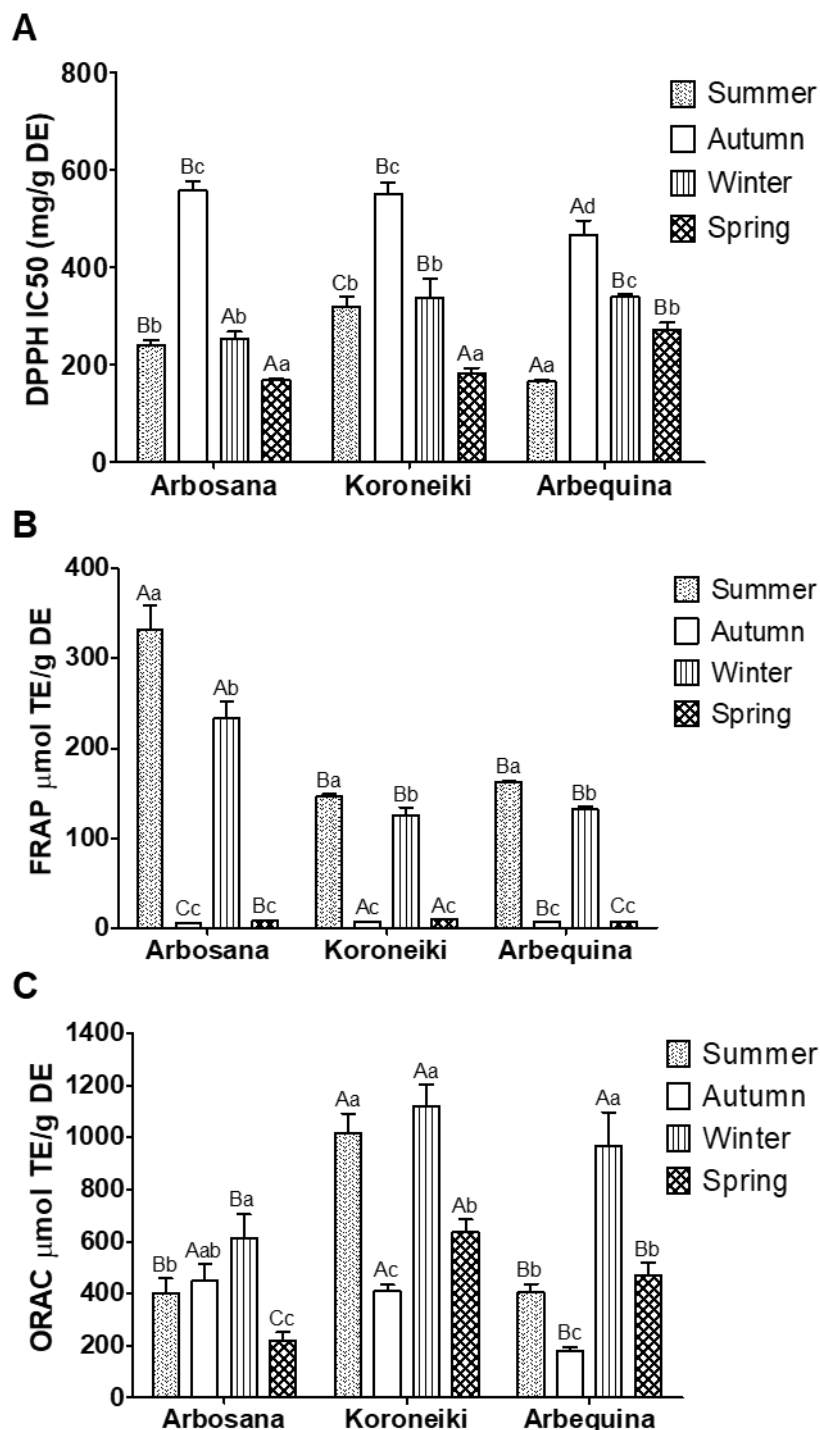 A
DPPH IC50 (mg/g DE)
800
600
400
200
0
Bb
Bc
Ab
Aa
Cb
Bc
Bb
Aa
Aa
Ad
Bc
Bb
Arbosana
Koroneiki
Arbequina
Summer
Autumn
Winter
Spring
B
FRAP μmol TE/g DE
400
300
200
100
0
Aa
Cc
Ab
Bc
Ba
Ac
Bb
Ac
Ba
Bc
Bb
Cc
Arbosana
Koroneiki
Arbequina
Summer
Autumn
Winter
Spring
C
ORAC μmol TE/g DE
1400
1200
1000
800
600
400
200
0
Bb
Aab
Ba
Cc
Aa
Ac
Aa
Ab
Bb
Bc
Aa
Bb
Arbosana
Koroneiki
Arbequina
Summer
Autumn
Winter
Spring